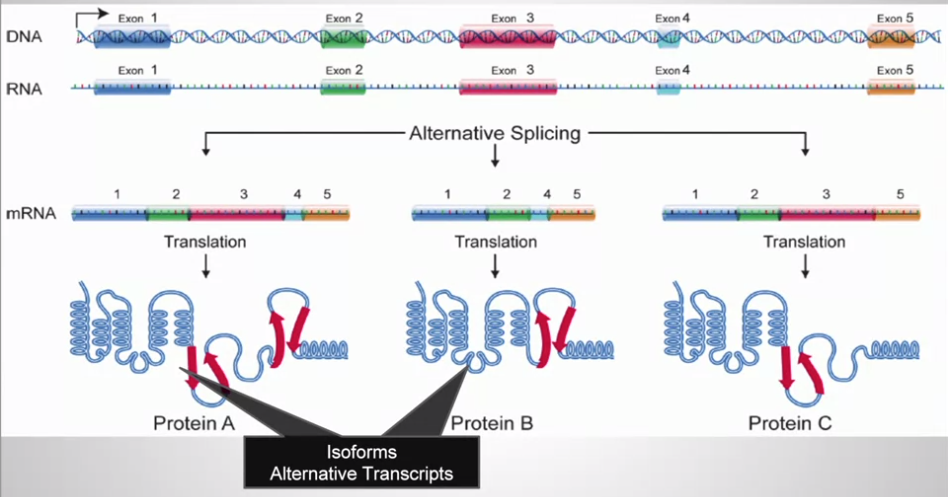 Exon 1 Exon 2 Exon 3 Exon 4 Exon 5
DNA
Exon 1 Exon 2 Exon 3 Exon 4 Exon 5
RNA
Alternative Splicing
1 2 3 4 5 1 2 4 5 1 2 3 5
mRNA
Translation Translation Translation
Protein A Protein B Protein C
Isoforms
Alternative Transcripts